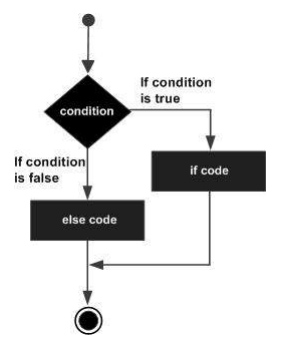 If condition
is true
condition
If condition
is false
if code
else code